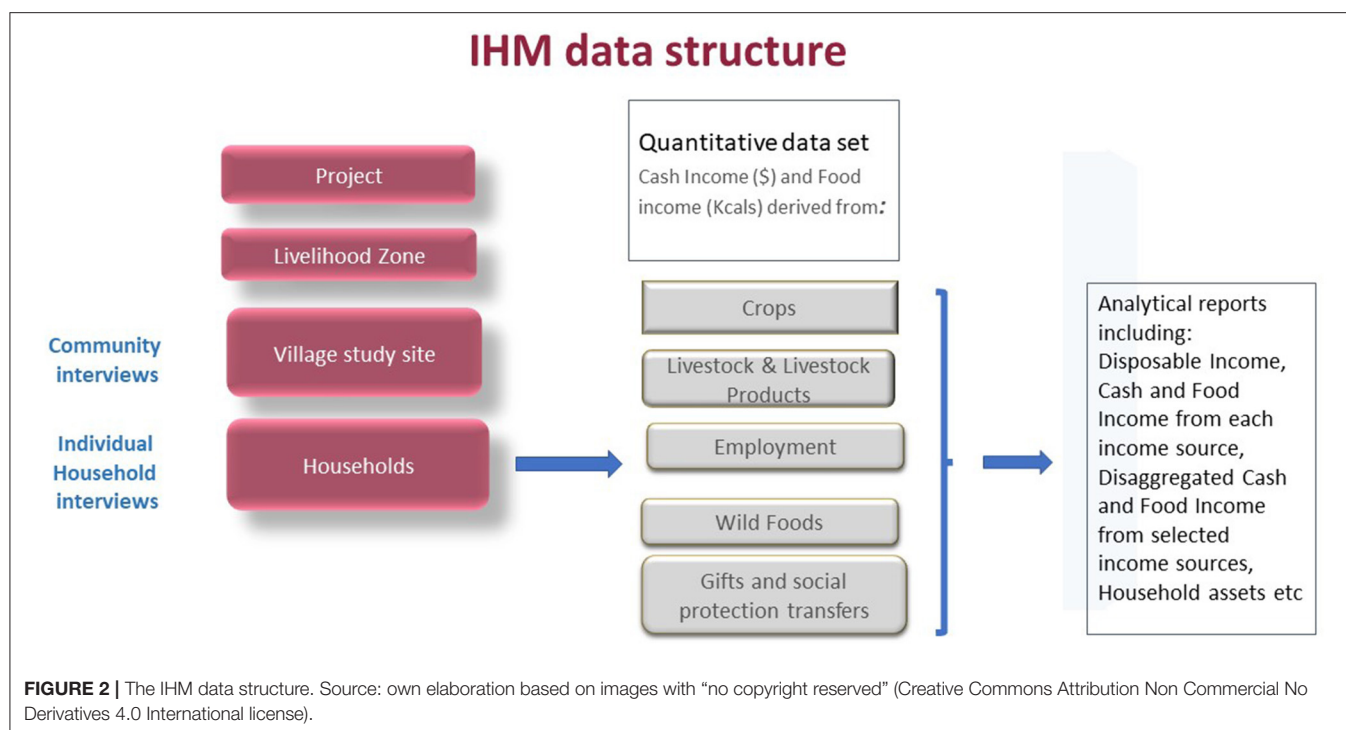 IHM data structure
Project
Livelihood Zone
Community
interviews
Village study site
Individual
Household
interviews
Households
Quantitative data set
Cash Income ($) and Food
income (Kcals) derived from:
Crops
Livestock & Livestock
Products
Employment
Wild Foods
Gifts and social
protection transfers
Analytical reports
including:
Disposable Income,
Cash and Food
Income from each
income source,
Disaggregated Cash
and Food Income
from selected
income sources,
Household assets etc
FIGURE 2 | The IHM data structure. Source: own elaboration based on images with “no copyright reserved” (Creative Commons Attribution Non Commercial No
Derivatives 4.0 International license).